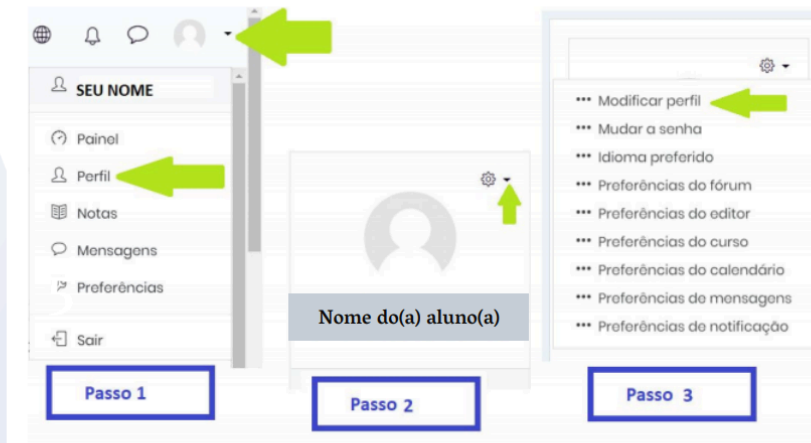 SEU NOME
Painel
Perfil
Notas
Mensagens
Preferências
Sair
Passo 1
Nome do(a) aluno(a)
Passo 2
Modificar perfil
Mudar a senha
Idioma preferido
Preferências do fórum
Preferências do editor
Preferências do curso
Preferências do calendário
Preferências de mensagens
Preferências de notificação
Passo 3